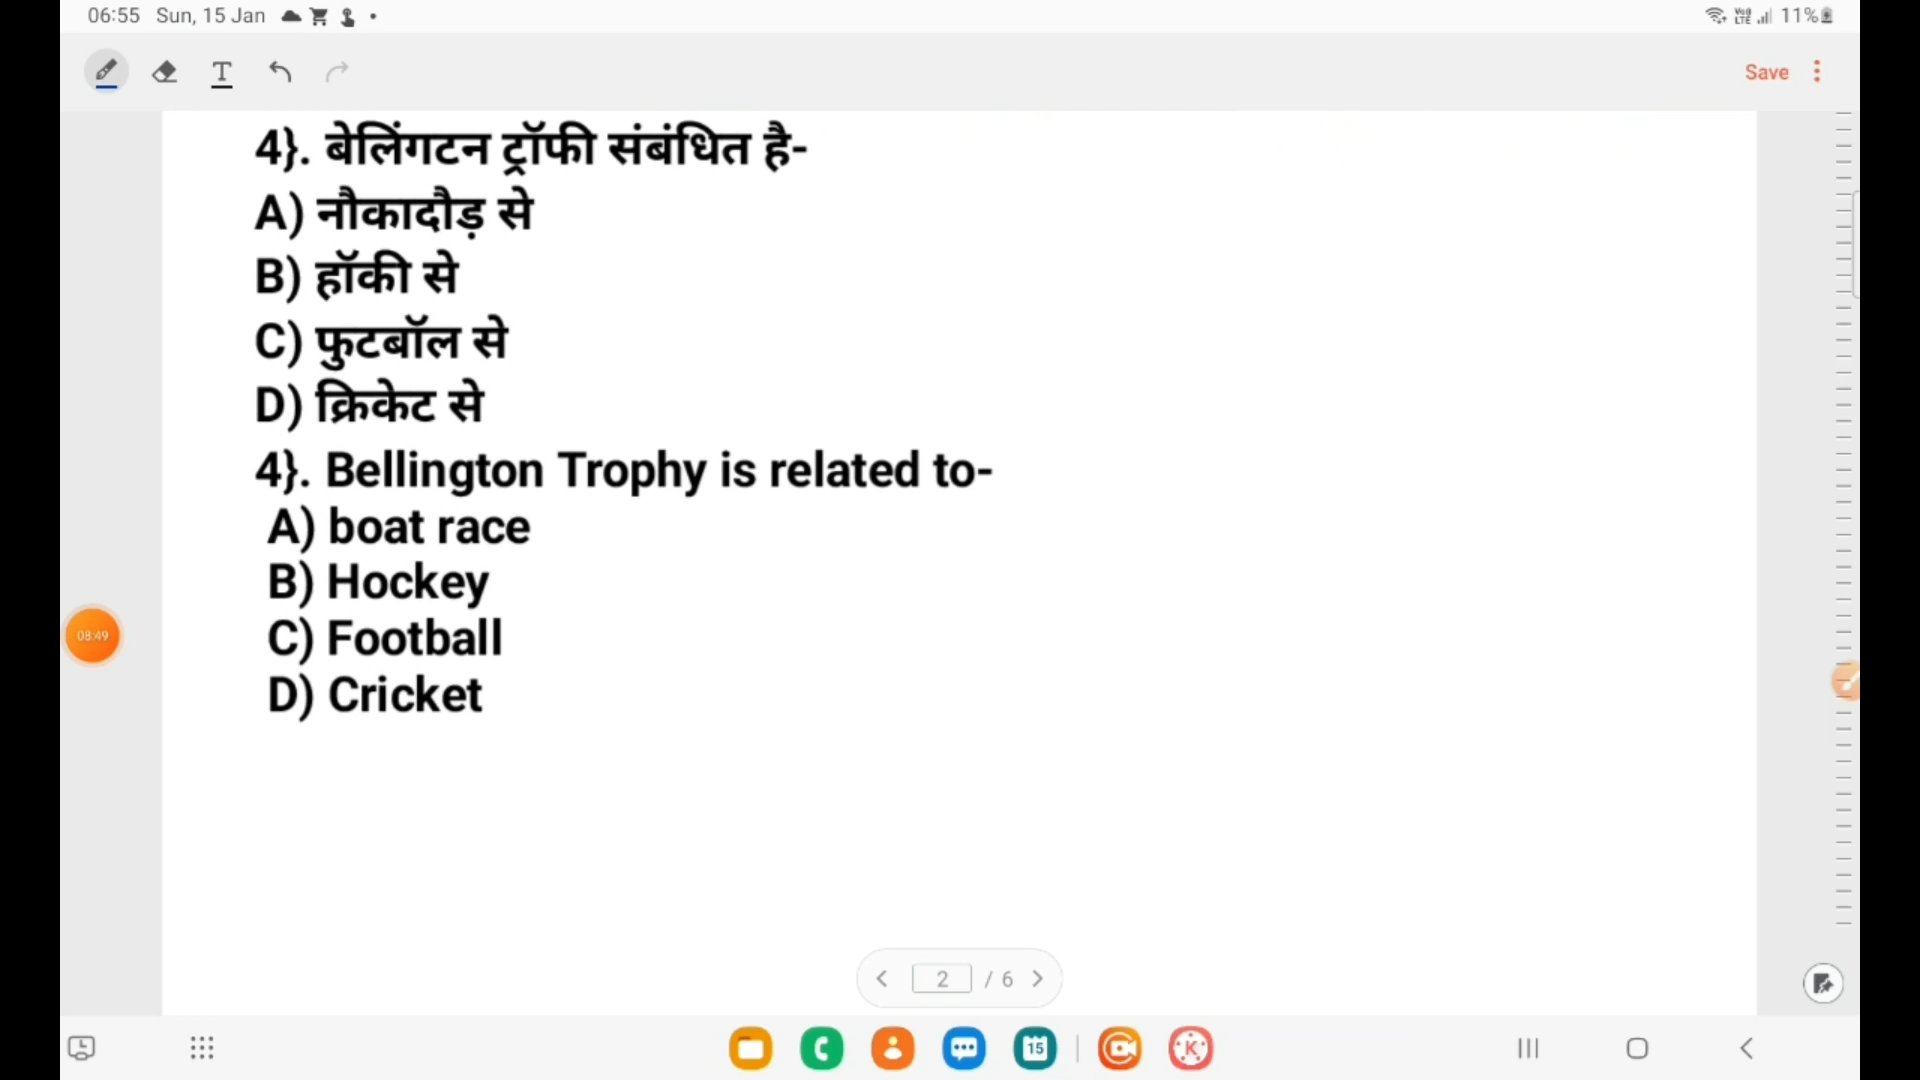 06:55 Sun, 15 Jan
11%
T
Save
4}. बेलिंगटन ट्रॉफी संबंधित है-
A) नौकादौड़ से
B) हॉकी से
C) फुटबॉल से
D) क्रिकेट से
4}. Bellington Trophy is related to-
A) boat race
B) Hockey
C) Football
D) Cricket
08:49
2 / 6
15
K